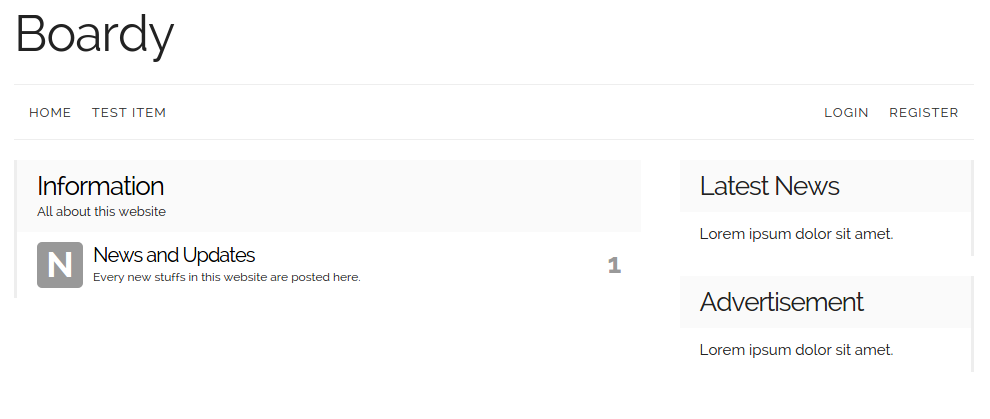 Boardy
HOME TEST ITEM LOGIN REGISTER
Information
All about this website
N
News and Updates
Every new stuffs in this website are posted here.
1
Latest News
Lorem ipsum dolor sit amet.
Advertisement
Lorem ipsum dolor sit amet.